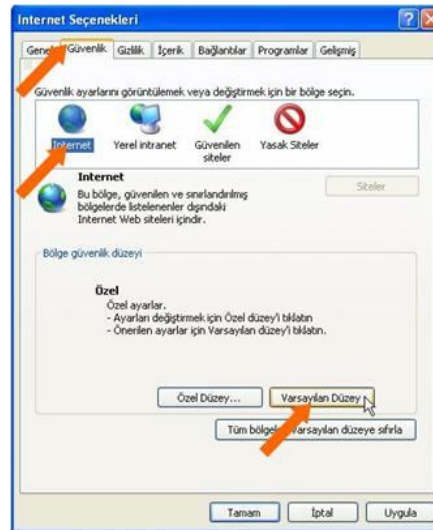 Internet Seçenekleri
Genel Güvenlik Gizlilik İçerik Bağlantılar Programlar Gelişmiş
Güvenlik ayarlarını görüntülemek veya değiştirmek için bir bölge seçin.
Internet Yerel intranet Güvenilen siteler Yasak Siteler
Internet
Siteler
Bu bölge, güvenilen ve sınırlandırılmış
bölgelerde listelenenler dışındaki
Internet Web siteleri içindir.
Bölge güvenlik düzeyi
Özel
Özel ayarlar.
- Ayarları değiştirmek için Özel düzey'i tıklatın
- Önerilen ayarlar için Varsayılan düzey'i tıklatın.
Özel Düzey... Varsayılan Düzey
Tüm bölgeleri varsayılan düzeye sıfırla
Tamam İptal Uygula